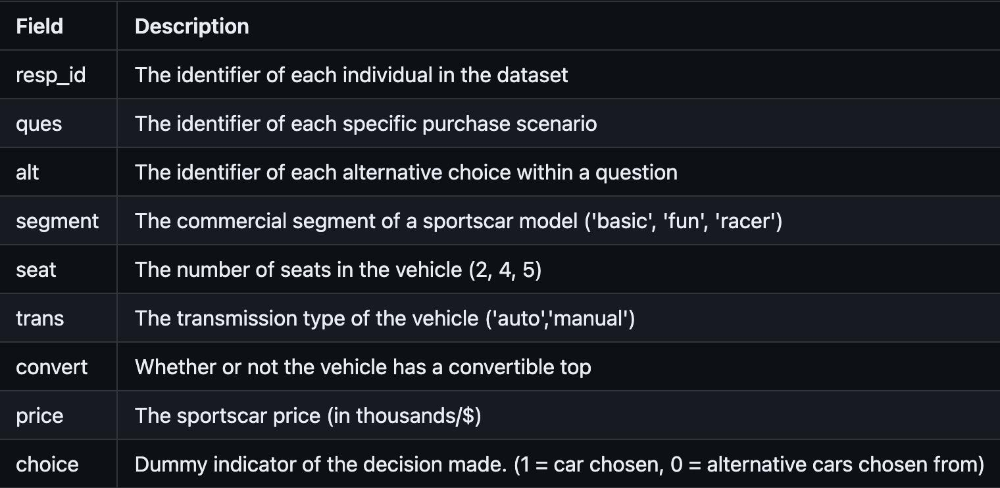 Field Description
resp_id The identifier of each individual in the dataset
ques The identifier of each specific purchase scenario
alt The identifier of each alternative choice within a question
segment The commercial segment of a sportscar model ('basic', 'fun', 'racer')
seat The number of seats in the vehicle (2, 4, 5)
trans The transmission type of the vehicle ('auto','manual')
convert Whether or not the vehicle has a convertible top
price The sportscar price (in thousands/$)
choice Dummy indicator of the decision made. (1 = car chosen, 0 = alternative cars chosen from)